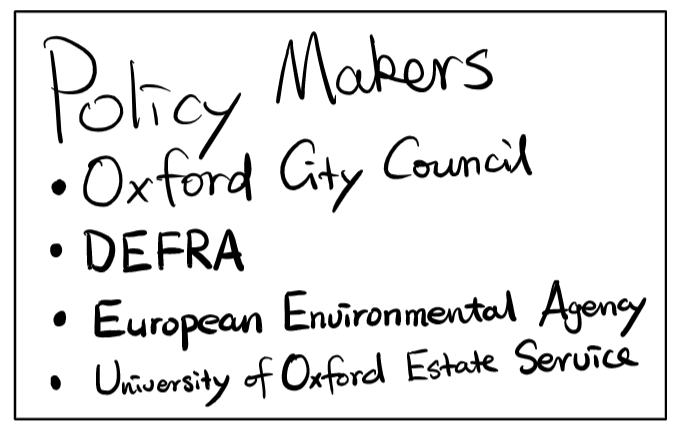 Policy Makers
• Oxford City Council
• DEFRA
• European Environmental Agency
• University of Oxford Estate Service